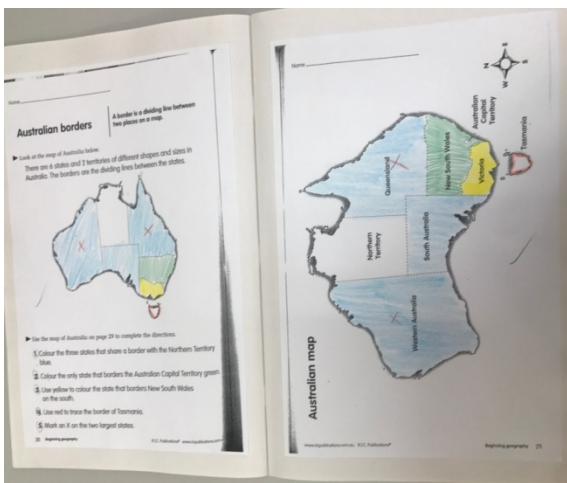 Name
Australian borders
A border is a dividing line between
two places on a map.
Look at the map of Australia below.
There are 6 states and 2 territories of different shapes and sizes in
Australia. The borders are the dividing lines between the states.
Use the map of Australia on page 29 to complete the directions.
1. Colour the three states that share a border with the Northern Territory
blue.
2. Colour the only state that borders the Australian Capital Territory green.
3. Use yellow to colour the state that borders New South Wales
on the south.
4. Use red to trace the border of Tasmania.
5. Mark an X on the two largest states.
Beginning geography
R.I.C. Publications®
Name
Australian map
N
E
S
W
Western Australia
Northern
Territory
South Australia
Queensland
New South Wales
Victoria
Australian
Capital
Territory
Tasmania
R.I.C. Publications®
Beginning geography